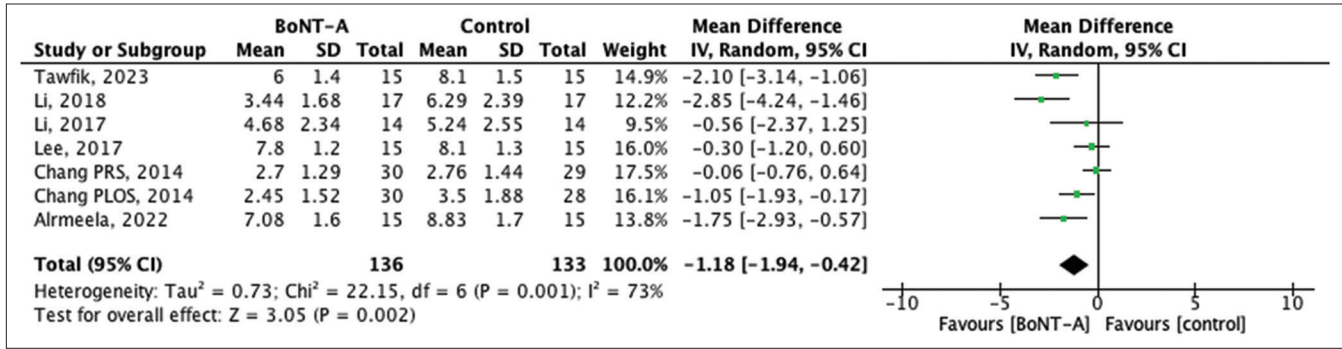 BoNT-A Control Mean Difference Mean Difference
Study or Subgroup Mean SD Total Mean SD Total Weight IV, Random, 95% CI IV, Random, 95% CI
Tawfik, 2023 6 1.4 15 8.1 1.5 15 14.9% −2.10 [−3.14, −1.06]
Li, 2018 3.44 1.68 17 6.29 2.39 17 12.2% −2.85 [−4.24, −1.46]
Li, 2017 4.68 2.34 14 5.24 2.55 14 9.5% −0.56 [−2.37, 1.25]
Lee, 2017 7.8 1.2 15 8.1 1.3 15 16.0% −0.30 [−1.20, 0.60]
Chang PRS, 2014 2.7 1.29 30 2.76 1.44 29 17.5% −0.06 [−0.76, 0.64]
Chang PLOS, 2014 2.45 1.52 30 3.5 1.88 28 16.1% −1.05 [−1.93, −0.17]
Alrmeela, 2022 7.08 1.6 15 8.83 1.7 15 13.8% −1.75 [−2.93, −0.57]
Total (95% CI) 136 133 100.0% −1.18 [−1.94, −0.42]
Heterogeneity: Tau² = 0.73; Chi² = 22.15, df = 6 (P = 0.001); I² = 73%
Test for overall effect: Z = 3.05 (P = 0.002)
−10 −5 0 5 10
Favours [BoNT-A] Favours [control]